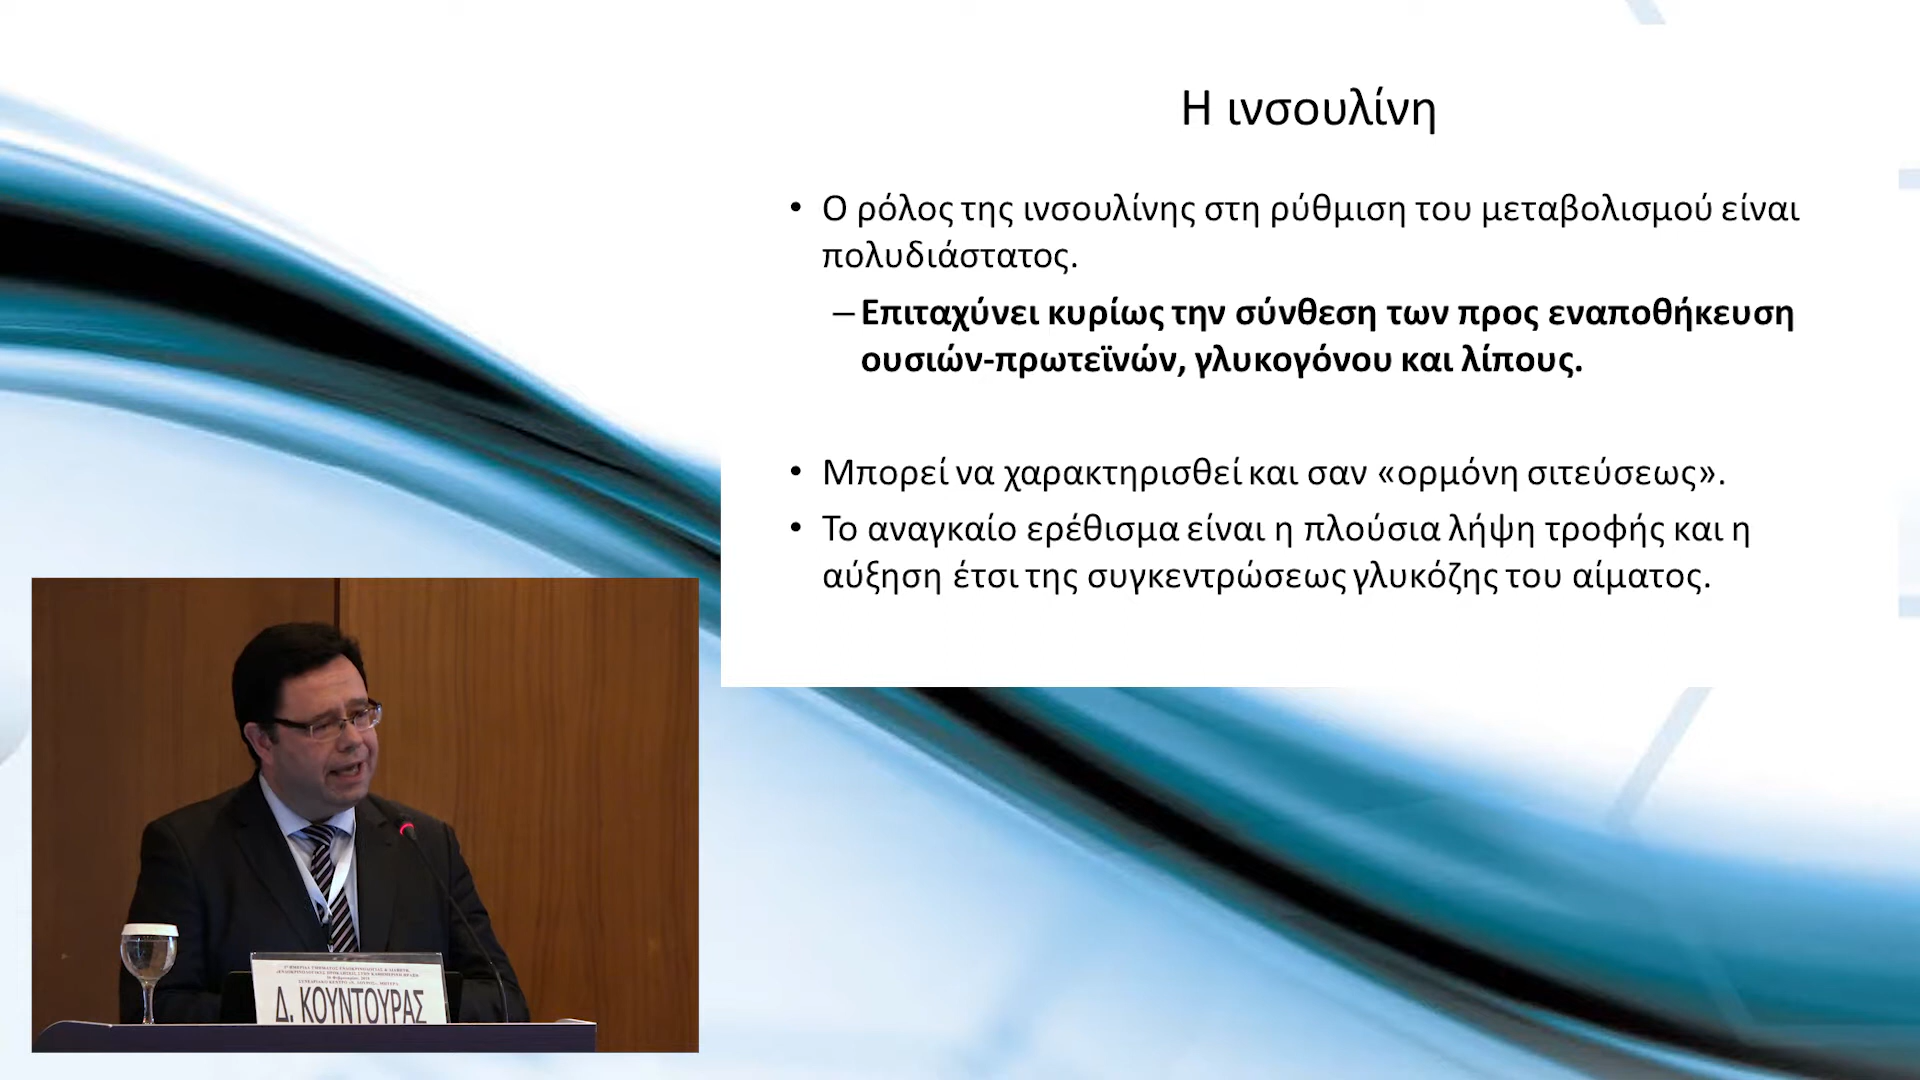 Η ινσουλίνη
• Ο ρόλος της ινσουλίνης στη ρύθμιση του μεταβολισμού είναι
πολυδιάστατος.
– Επιταχύνει κυρίως την σύνθεση των προς εναποθήκευση
ουσιών-πρωτεϊνών, γλυκογόνου και λίπους.
• Μπορεί να χαρακτηρισθεί και σαν «ορμόνη σιτεύσεως».
• Το αναγκαίο ερέθισμα είναι η πλούσια λήψη τροφής και η
αύξηση έτσι της συγκεντρώσεως γλυκόζης του αίματος.
Δ. ΚΟΥΝΤΟΥΡΑΣ